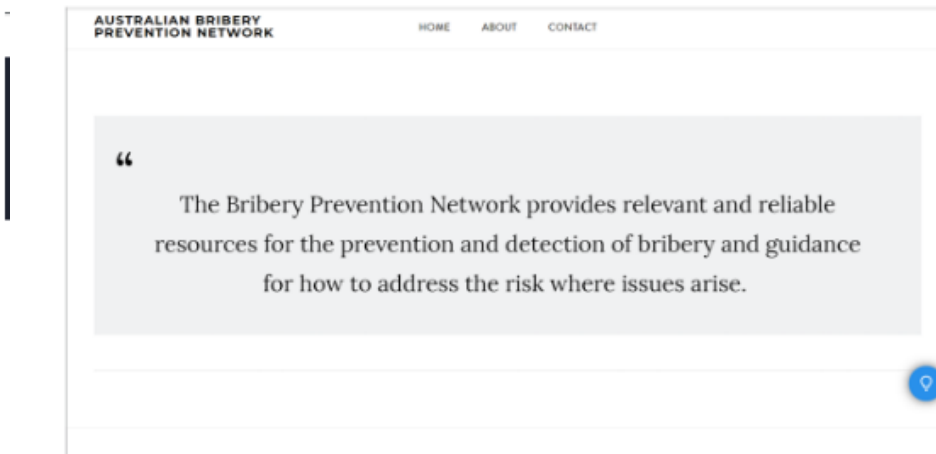 AUSTRALIAN BRIBERY
PREVENTION NETWORK
HOME ABOUT CONTACT
“
The Bribery Prevention Network provides relevant and reliable
resources for the prevention and detection of bribery and guidance
for how to address the risk where issues arise.